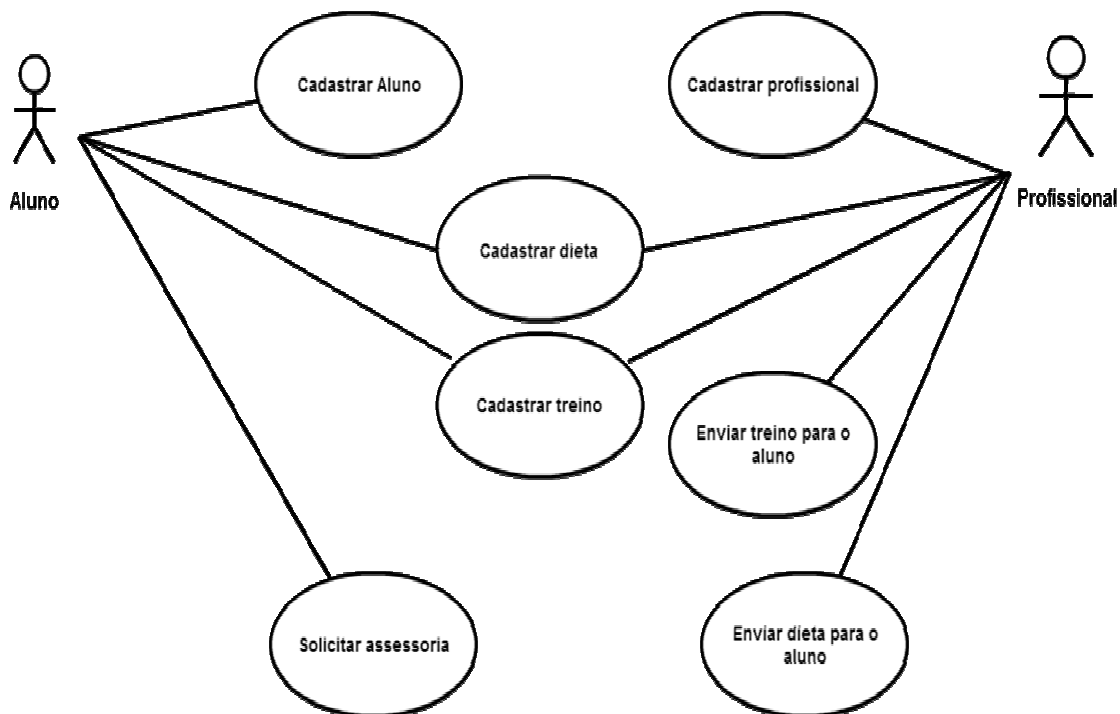 Cadastrar Aluno
Cadastrar profissional
Aluno
Profissional
Cadastrar dieta
Cadastrar treino
Enviar treino para o
aluno
Solicitar assessoria
Enviar dieta para o
aluno